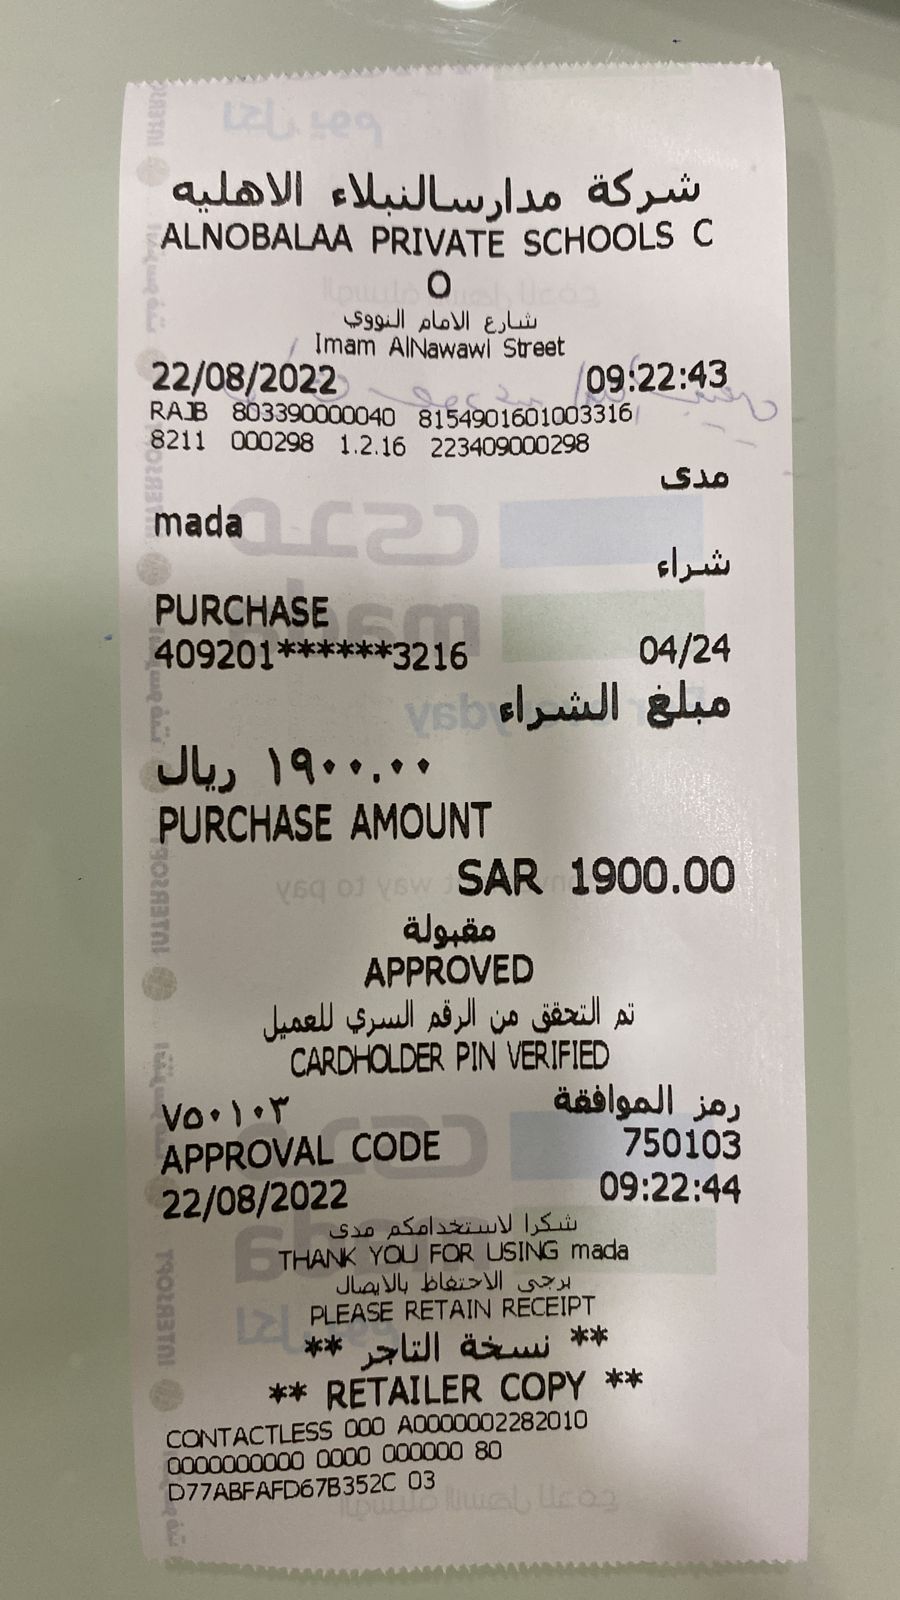 شركة مدارسالنبلاء الاهليه
ALNOBALAA PRIVATE SCHOOLS C
O
شارع الامام النووي
Imam AlNawawi Street
22/08/2022 09:22:43
RAJB 803390000040 8154901601003316
8211 000298 1.2.16 223409000298
مدى
mada
شراء
PURCHASE
409201******3216 04/24
مبلغ الشراء
١٩٠٠.٠٠ ريال
PURCHASE AMOUNT
SAR 1900.00
مقبولة
APPROVED
تم التحقق من الرقم السري للعميل
CARDHOLDER PIN VERIFIED
رمز الموافقة ٧٥٠١٠٣
APPROVAL CODE 750103
22/08/2022 09:22:44
شكرا لاستخدامكم مدى
THANK YOU FOR USING mada
يرجى الاحتفاظ بالايصال
PLEASE RETAIN RECEIPT
** نسخة التاجر **
** RETAILER COPY **
CONTACTLESS 000 A0000002282010
0000000000 0000 000000 80
D77ABFAFD67B352C 03